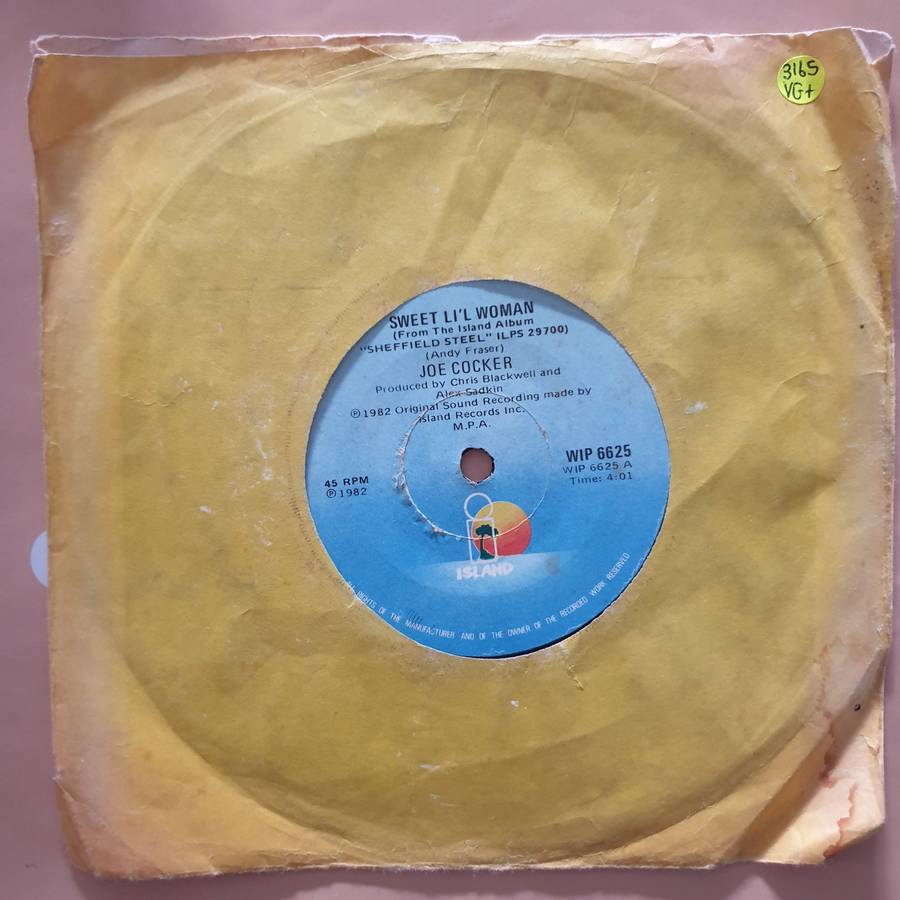 3165
VG+
SWEET LI'L WOMAN
(From The Island Album
"SHEFFIELD STEEL" ILPS 29700)
(Andy Fraser)
JOE COCKER
Produced by Chris Blackwell and
Alex Sadkin
℗1982 Original Sound Recording made by
Island Records Inc.
M.P.A.
45 RPM
℗1982
WIP 6625
WIP 6625 A
Time: 4:01
ISLAND
RIGHTS OF THE MANUFACTURER AND OF THE OWNER OF THE RECORDED WORK RESERVED